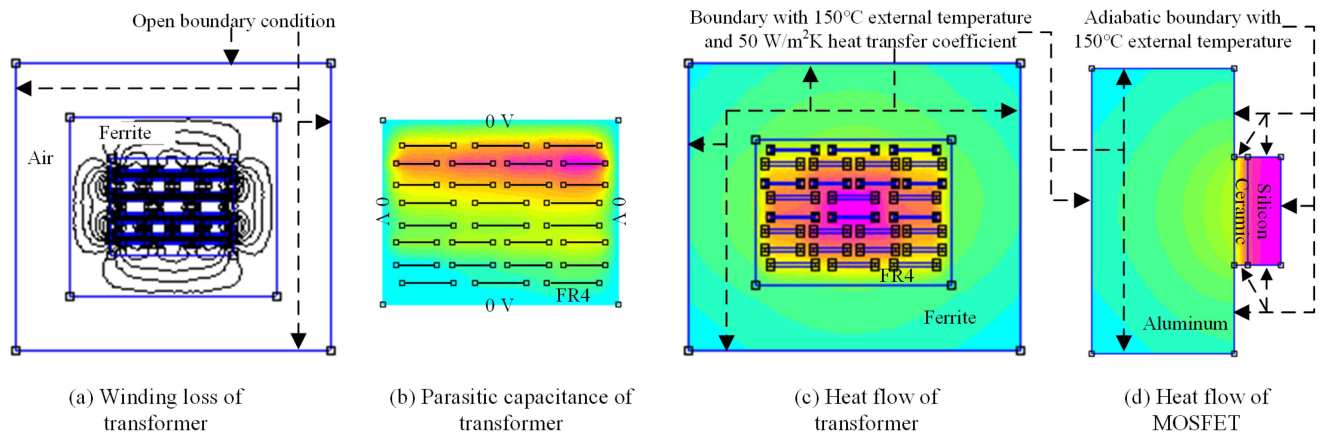 Open boundary condition
Ferrite
Air
(a) Winding loss of
transformer
0 V
0 V
0 V
FR4
0 V
(b) Parasitic capacitance of
transformer
Boundary with 150°C external temperature
and 50 W/m²K heat transfer coefficient
FR4
Ferrite
(c) Heat flow of
transformer
Adiabatic boundary with
150°C external temperature
Ceramic
Silicon
Aluminum
(d) Heat flow of
MOSFET